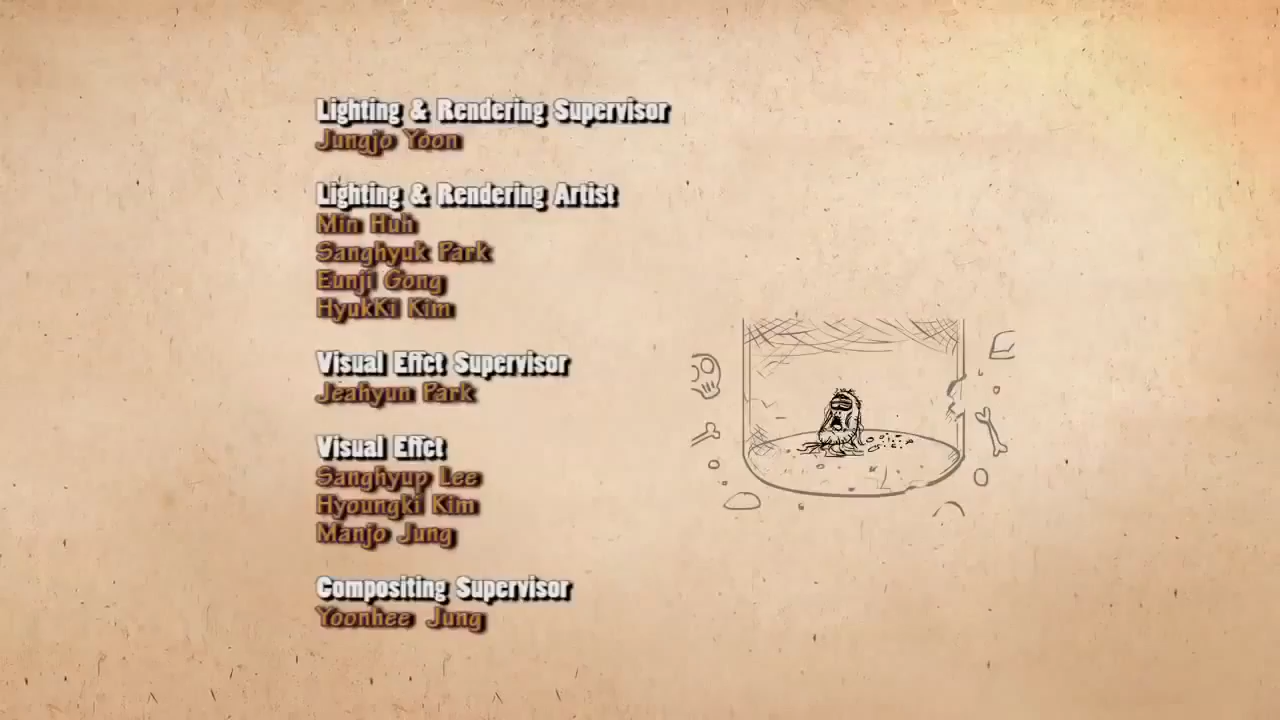 Lighting & Rendering Supervisor
Jungjo Yoon
Lighting & Rendering Artist
Min Huh
Sanghyuk Park
Eunji Gong
HyukKi Kim
Visual Effct Supervisor
Jeahyun Park
Visual Effct
Sanghyup Lee
Hyoungki Kim
Manjo Jung
Compositing Supervisor
Yoonhee Jung